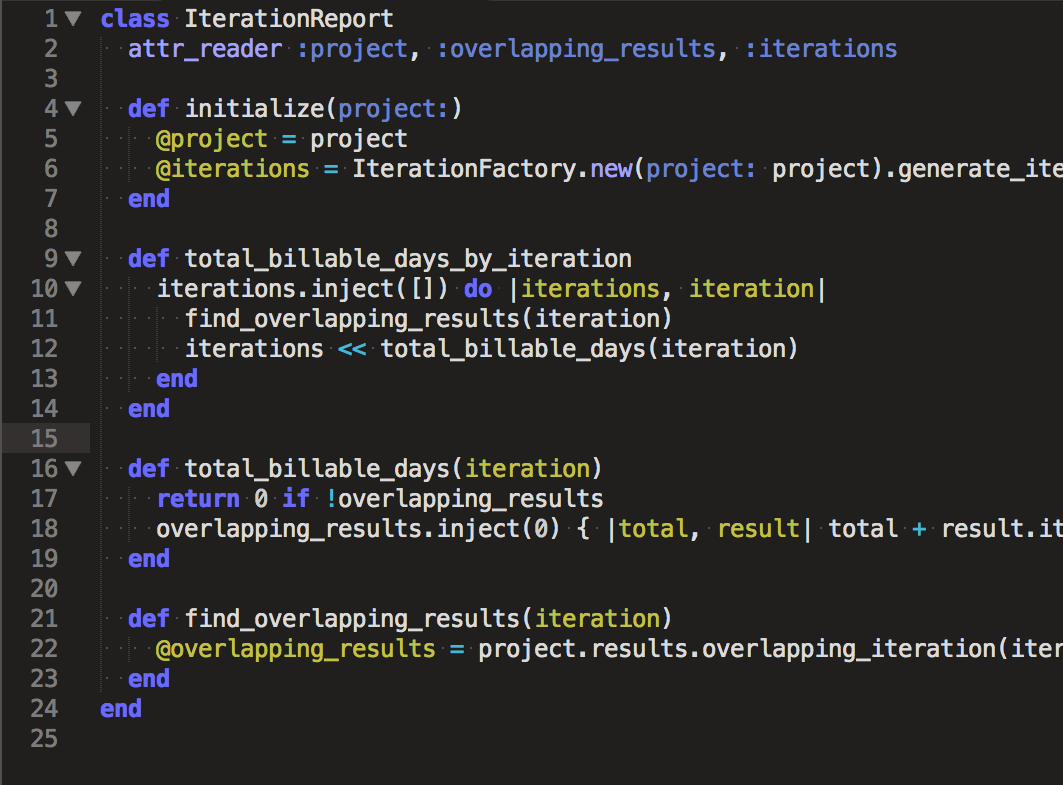 1 class IterationReport
2 attr_reader :project, :overlapping_results, :iterations
3
4 def initialize(project:)
5 @project = project
6 @iterations = IterationFactory.new(project: project).generate_ite
7 end
8
9 def total_billable_days_by_iteration
10 iterations.inject([]) do |iterations, iteration|
11 find_overlapping_results(iteration)
12 iterations << total_billable_days(iteration)
13 end
14 end
15
16 def total_billable_days(iteration)
17 return 0 if !overlapping_results
18 overlapping_results.inject(0) { |total, result| total + result.it
19 end
20
21 def find_overlapping_results(iteration)
22 @overlapping_results = project.results.overlapping_iteration(iter
23 end
24 end
25